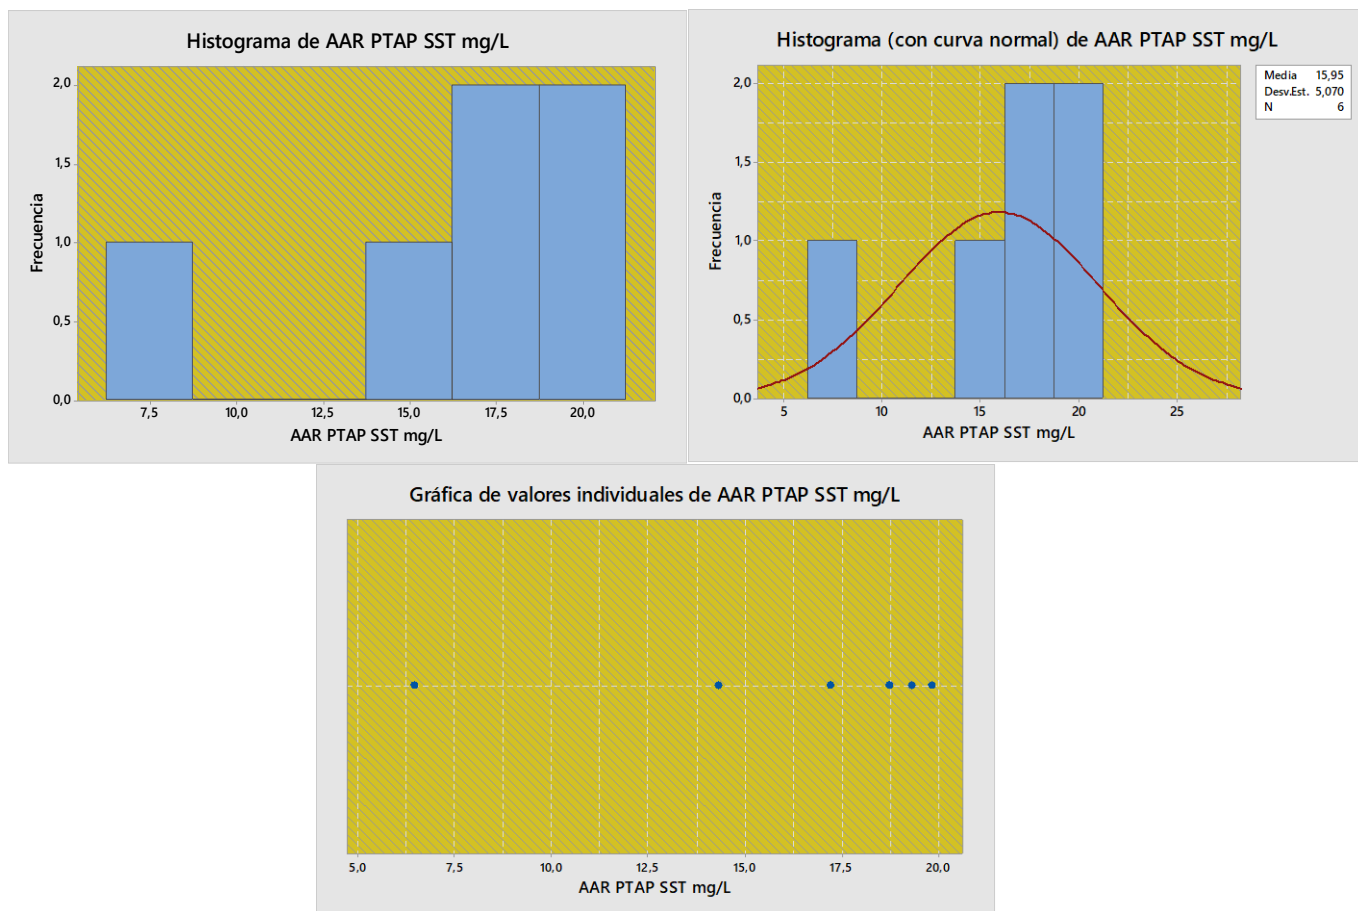 Histograma de AAR PTAP SST mg/L
2,0
1,5
1,0
0,5
0,0
Frecuencia
7,5 10,0 12,5 15,0 17,5 20,0
AAR PTAP SST mg/L
Histograma (con curva normal) de AAR PTAP SST mg/L
Media 15,95
Desv.Est. 5,070
N 6
2,0
1,5
1,0
0,5
0,0
Frecuencia
5 10 15 20 25
AAR PTAP SST mg/L
Gráfica de valores individuales de AAR PTAP SST mg/L
5,0 7,5 10,0 12,5 15,0 17,5 20,0
AAR PTAP SST mg/L